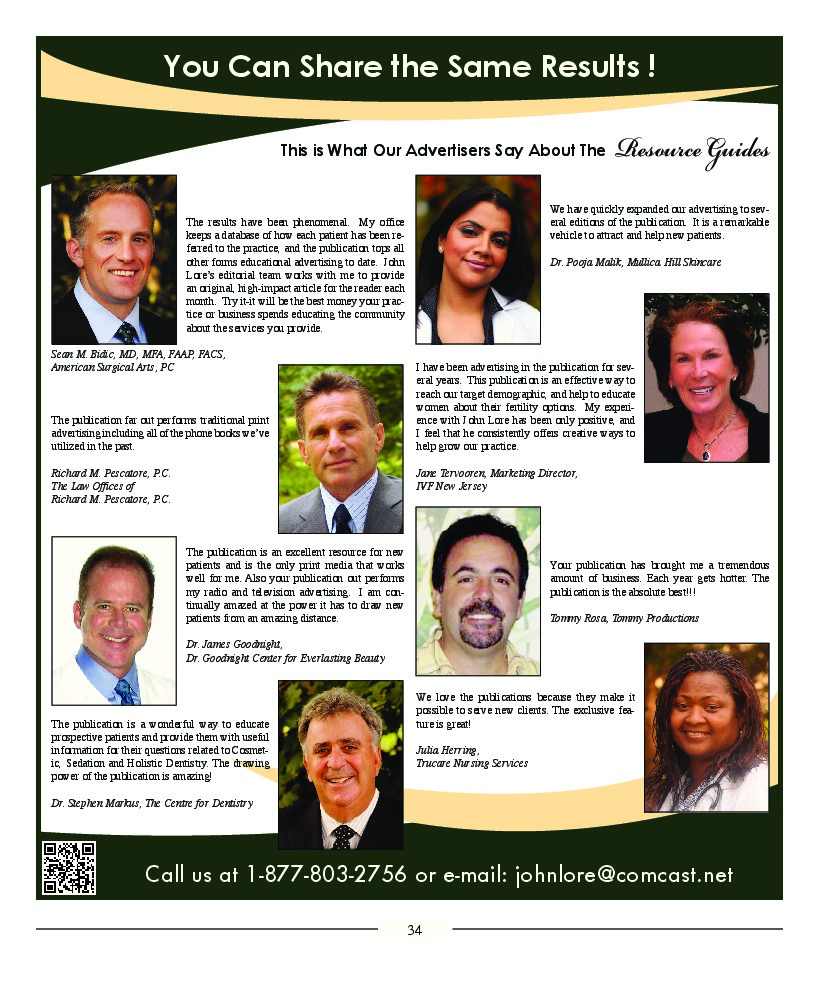 You Can Share the Same Results !
This is What Our Advertisers Say About The Resource Guides
The results have been phenomenal. My office
keeps a database of how each patient has been re-
ferred to the practice, and the publication tops all
other forms educational advertising to date. John
Lore's editorial team works with me to provide
an original, high-impact article for the reader each
month. Try it-it will be the best money your prac-
tice or business spends educating the community
about the services you provide.
Sean M. Bidic, MD, MFA, FAAP, FACS,
American Surgical Arts, PC
The publication far out performs traditional print
advertising including all of the phone books we've
utilized in the past.
Richard M. Pescatore, P.C.
The Law Offices of
Richard M. Pescatore, P.C.
The publication is an excellent resource for new
patients and is the only print media that works
well for me. Also your publication out performs
my radio and television advertising. I am con-
tinually amazed at the power it has to draw new
patients from an amazing distance.
Dr. James Goodnight,
Dr. Goodnight Center for Everlasting Beauty
The publication is a wonderful way to educate
prospective patients and provide them with useful
information for their questions related to Cosmet-
ic, Sedation and Holistic Dentistry. The drawing
power of the publication is amazing!
Dr. Stephen Markus, The Centre for Dentistry
We have quickly expanded our advertising to sev-
eral editions of the publication. It is a remarkable
vehicle to attract and help new patients.
Dr. Pooja Malik, Mullica Hill Skincare
I have been advertising in the publication for sev-
eral years. This publication is an effective way to
reach our target demographic, and help to educate
women about their fertility options. My experi-
ence with John Lore has been only positive, and
I feel that he consistently offers creative ways to
help grow our practice.
Jane Tervooren, Marketing Director,
IVF New Jersey
Your publication has brought me a tremendous
amount of business. Each year gets hotter. The
publication is the absolute best!!!
Tommy Rosa, Tommy Productions
We love the publications because they make it
possible to serve new clients. The exclusive fea-
ture is great!
Julia Herring,
Trucare Nursing Services
Call us at 1-877-803-2756 or e-mail: johnlore@comcast.net
34